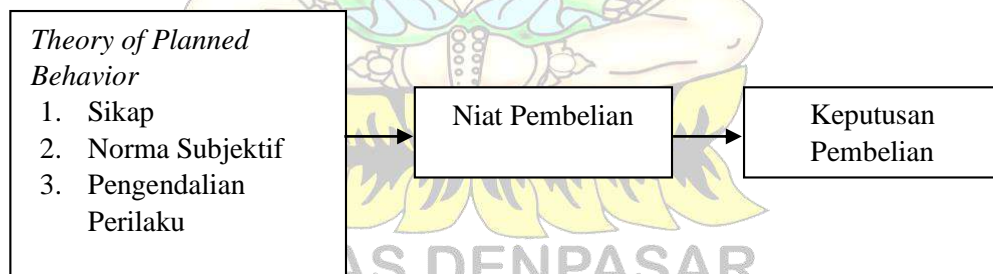 Theory of Planned
Behavior
1. Sikap
2. Norma Subjektif
3. Pengendalian
Perilaku
Niat Pembelian
Keputusan
Pembelian
AS DENPASAR